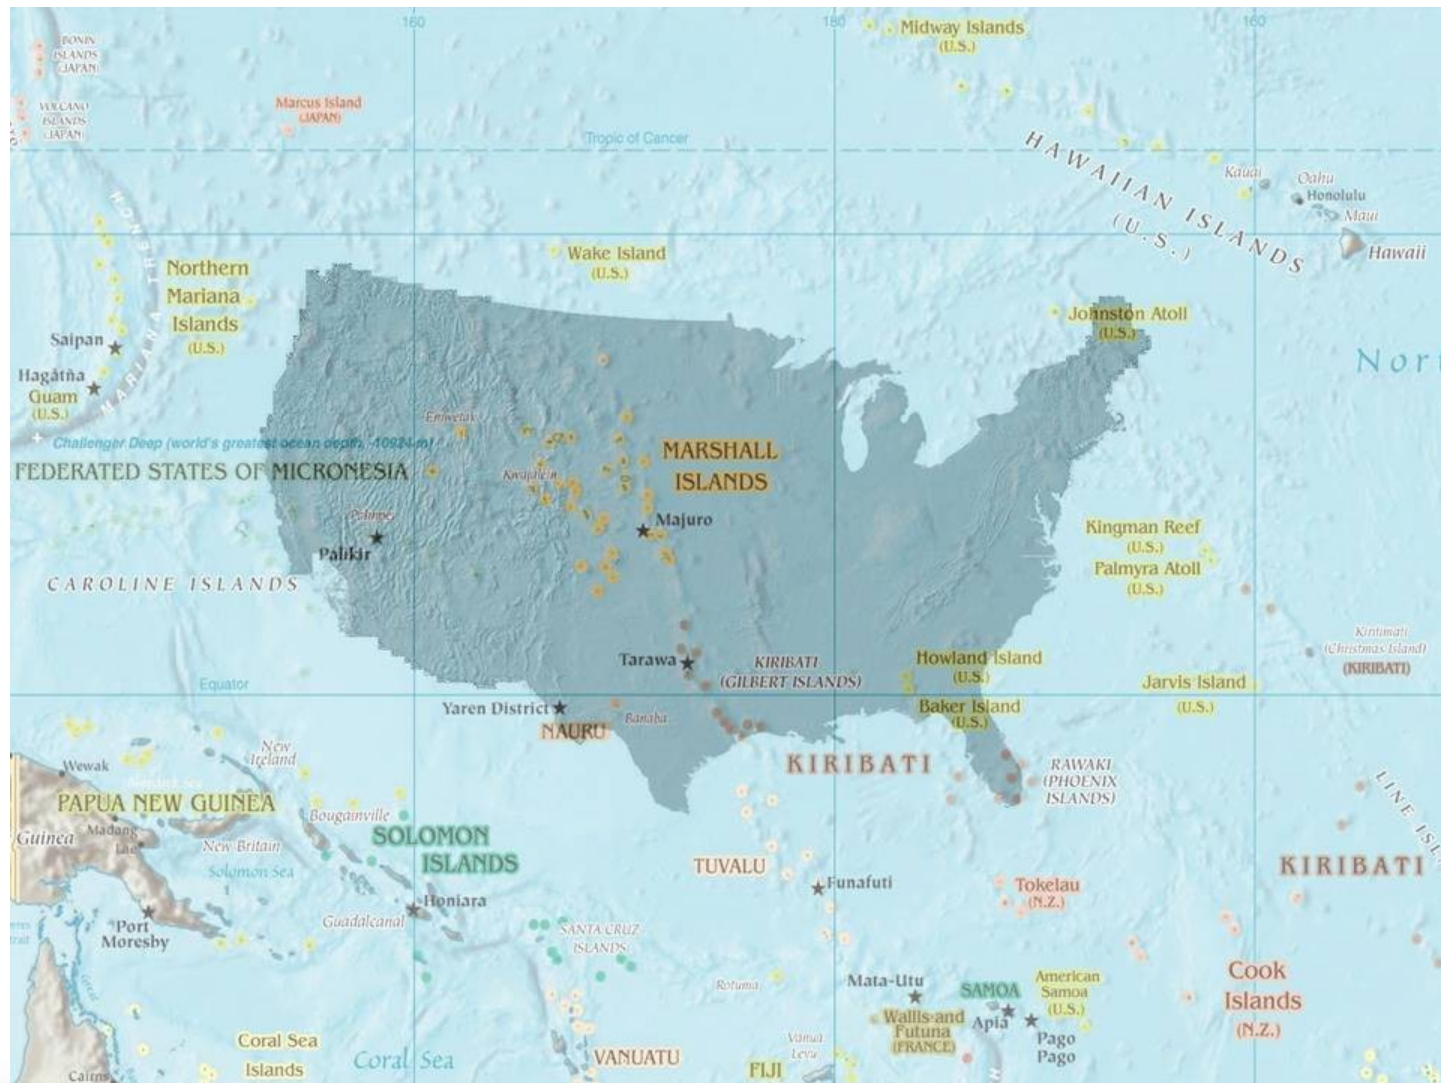 160
180
160
BONIN
ISLANDS
(JAPAN)
Midway Islands
(U.S.)
VOLCANO
ISLANDS
(JAPAN)
Marcus Island
(JAPAN)
Tropic of Cancer
HAWAIIAN ISLANDS
(U.S.)
Kauai
Oahu
Honolulu
Maui
Hawaii
Wake Island
(U.S.)
Northern
Mariana
Islands
(U.S.)
MARIANA TRENCH
Saipan
Hagåtña
Guam
(U.S.)
Johnston Atoll
(U.S.)
Nort
Challenger Deep (world's greatest ocean depth, -10924 m)
FEDERATED STATES OF MICRONESIA
Enewetak
Kwajalein
MARSHALL
ISLANDS
Majuro
Pohnpei
Palikir
CAROLINE ISLANDS
Kingman Reef
(U.S.)
Palmyra Atoll
(U.S.)
Kiritimati
(Christmas Island)
(KIRIBATI)
Tarawa
KIRIBATI
(GILBERT ISLANDS)
Howland Island
(U.S.)
Baker Island
(U.S.)
Jarvis Island
(U.S.)
Equator
Yaren District
NAURU
Banaba
New
Ireland
Wewak
KIRIBATI
RAWAKI
(PHOENIX
ISLANDS)
PAPUA NEW GUINEA
Guinea
Madang
Lae
Bougainville
New Britain
Solomon Sea
SOLOMON
ISLANDS
TUVALU
Funafuti
KIRIBATI
Tokelau
(N.Z.)
Port
Moresby
Guadalcanal
Honiara
SANTA CRUZ
ISLANDS
Rotuma
Mata-Utu
Wallis and
Futuna
(FRANCE)
SAMOA
Apia
American
Samoa
(U.S.)
Pago
Pago
Cook
Islands
(N.Z.)
Coral Sea
Islands
Coral Sea
VANUATU
Vanua
Levu
FIJI
Cairns